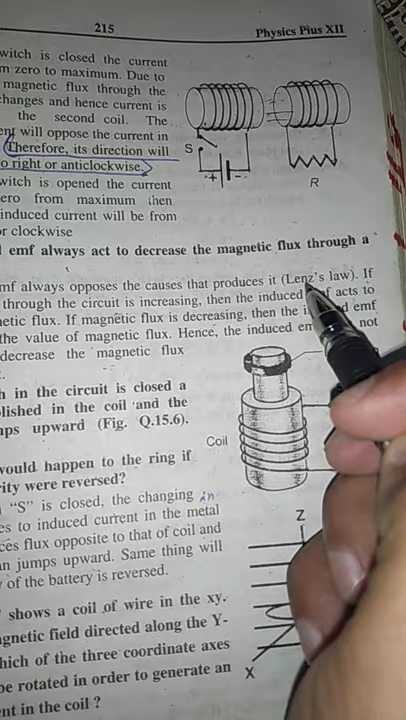 215 Physics Pius XII
witch is closed the current
m zero to maximum. Due to
magnetic flux through the
changes and hence current is
the second coil. The
ent will oppose the current in
Therefore, its direction will
o right or anticlockwise.
S
+ -
R
witch is opened the current
ero from maximum then
induced current will be from
or clockwise
l emf always act to decrease the magnetic flux through a
mf always opposes the causes that produces it (Lenz's law). If
through the circuit is increasing, then the induced acts to
netic flux. If magnetic flux is decreasing, then the emf
the value of magnetic flux. Hence, the induced not
decrease the magnetic flux
h in the circuit is closed a
lished in the coil and the
mps upward (Fig. Q.15.6).
Coil
would happen to the ring if
rity were reversed?
"S" is closed, the changing in
es to induced current in the metal
ces flux opposite to that of coil and
an jumps upward. Same thing will
of the battery is reversed.
Z
shows a coil of wire in the xy.
agnetic field directed along the Y-
hich of the three coordinate axes
be rotated in order to generate an
X
nt in the coil ?